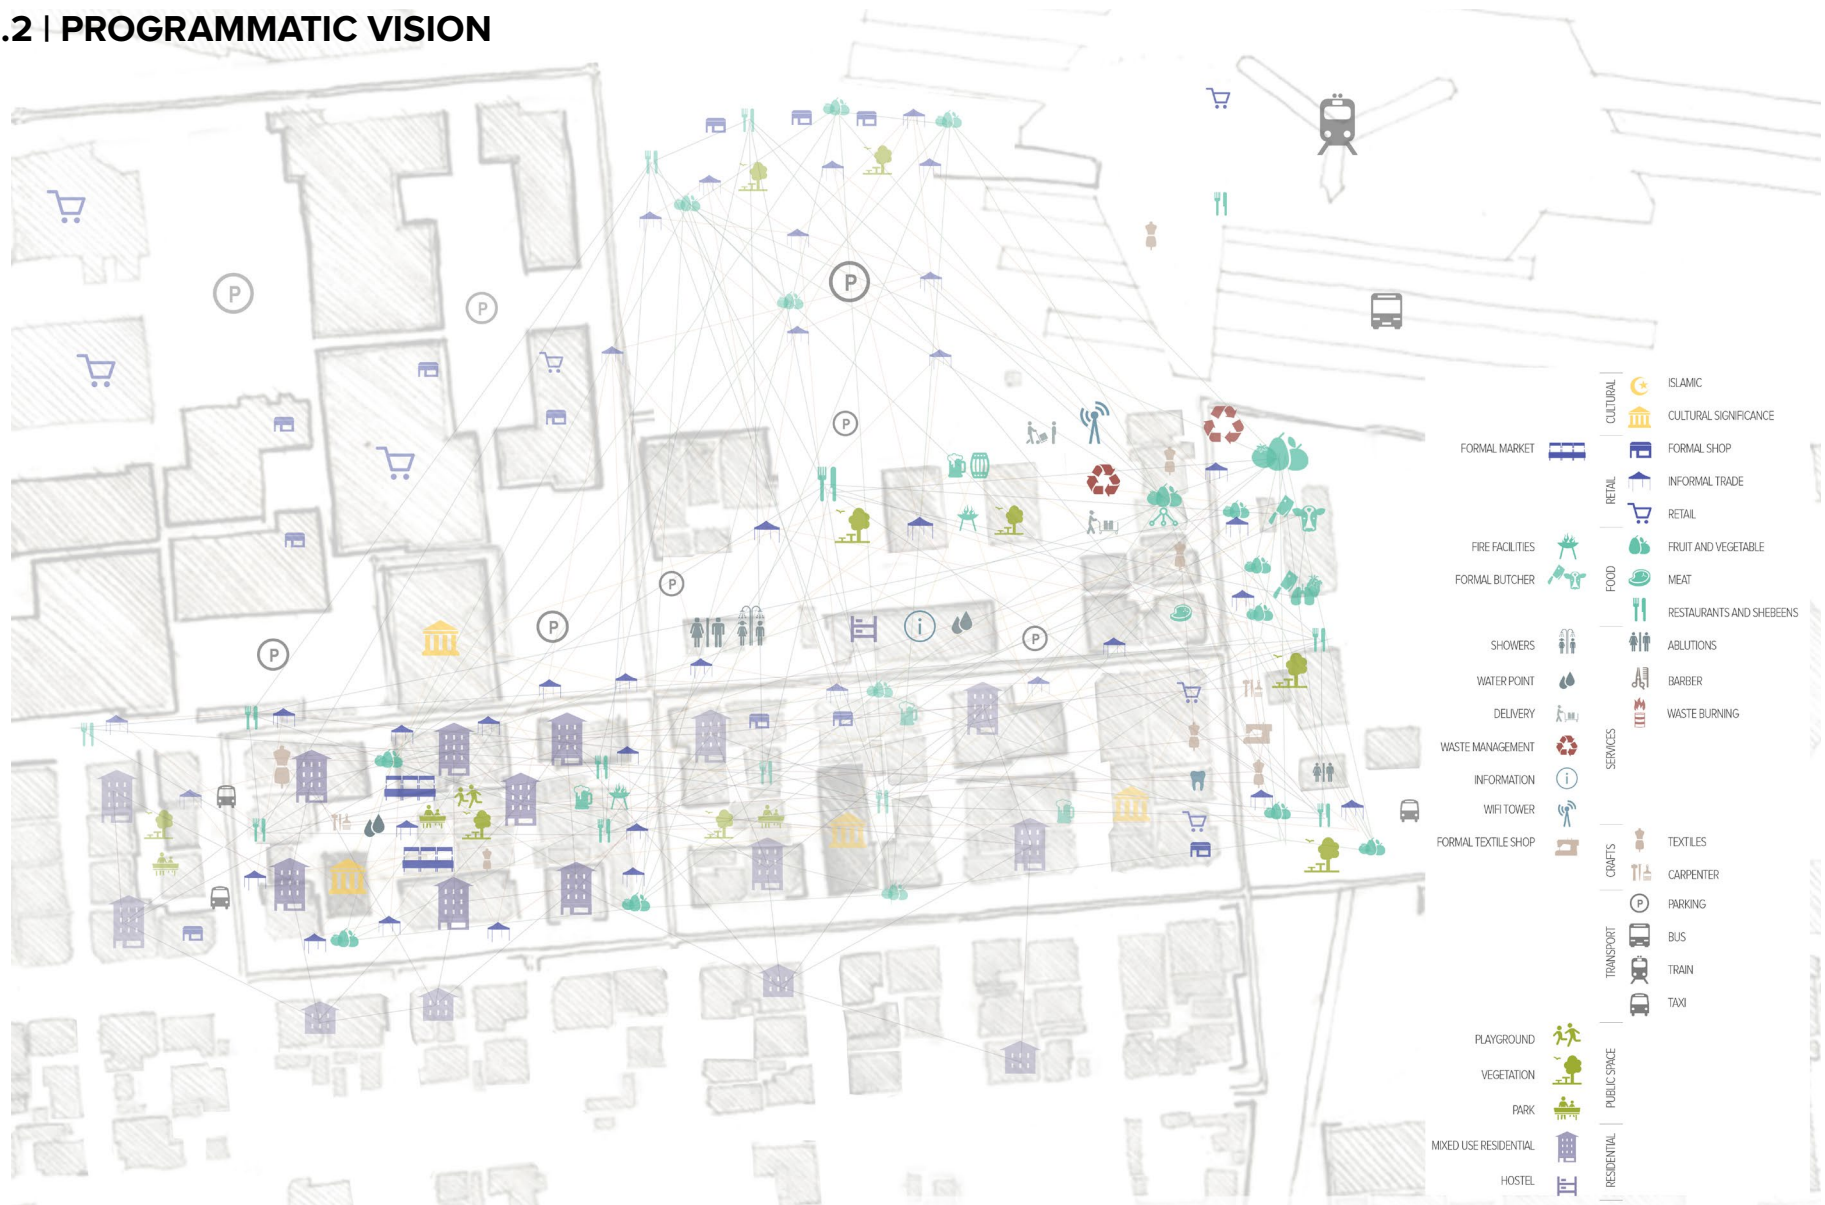 .2 | PROGRAMMATIC VISION
P
P
P
P
P
P
P
P
i
CULTURAL
ISLAMIC
CULTURAL SIGNIFICANCE
RETAIL
FORMAL MARKET
FORMAL SHOP
INFORMAL TRADE
RETAIL
FOOD
FIRE FACILITIES
FRUIT AND VEGETABLE
FORMAL BUTCHER
MEAT
RESTAURANTS AND SHEBEENS
SERVICES
SHOWERS
ABLUTIONS
WATER POINT
BARBER
DELIVERY
WASTE BURNING
WASTE MANAGEMENT
INFORMATION
i
WIFI TOWER
CRAFTS
FORMAL TEXTILE SHOP
TEXTILES
CARPENTER
TRANSPORT
P
PARKING
BUS
TRAIN
TAXI
PUBLIC SPACE
PLAYGROUND
VEGETATION
PARK
RESIDENTIAL
MIXED USE RESIDENTIAL
HOSTEL